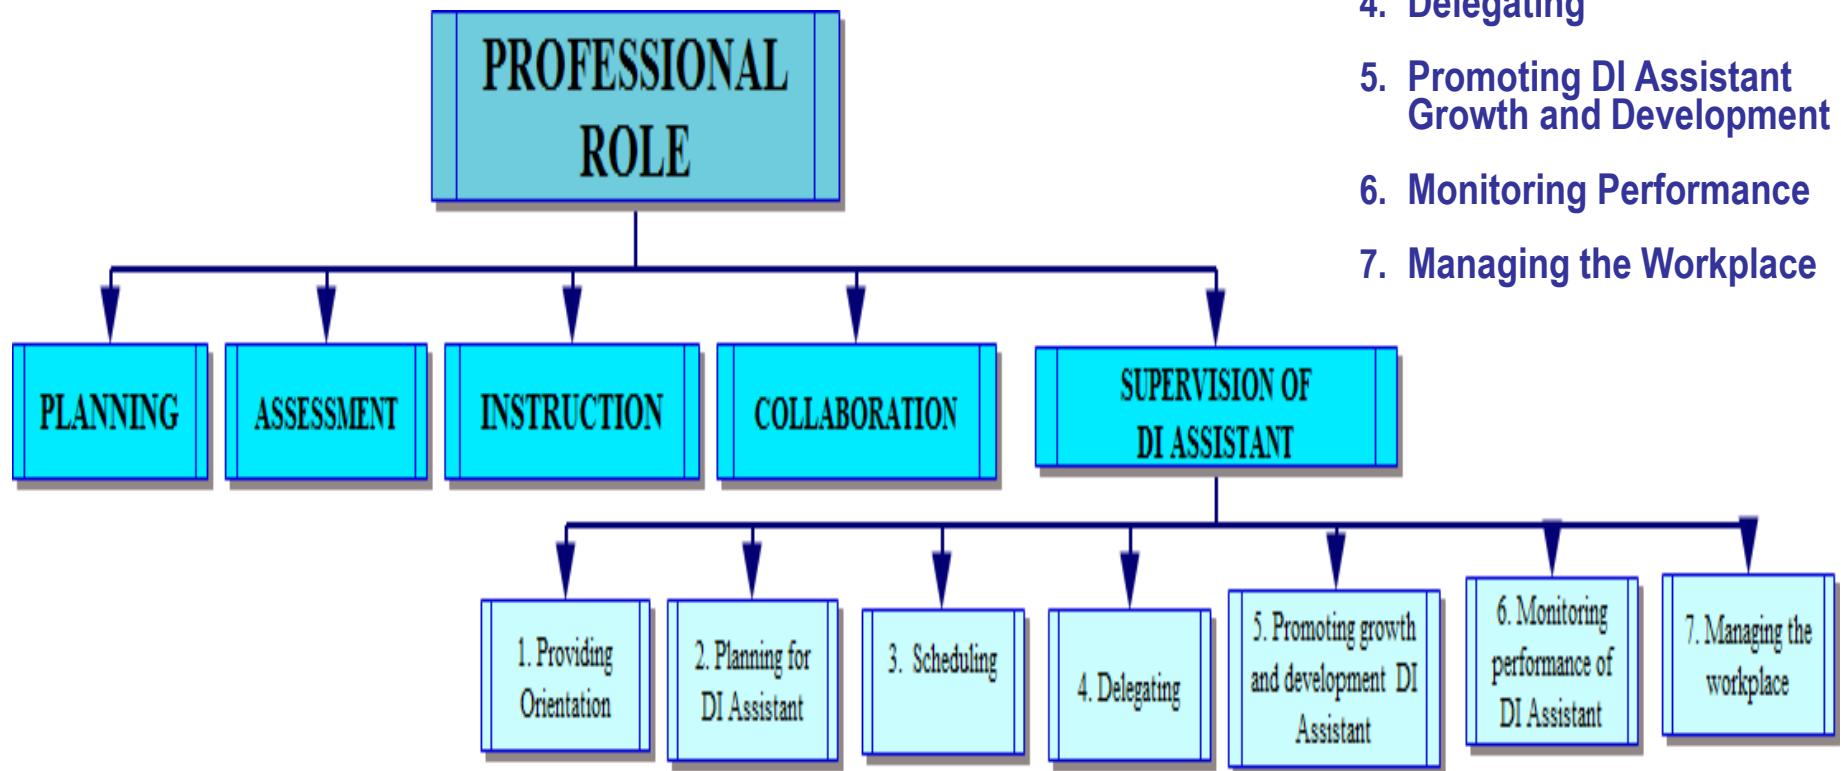 PROFESSIONAL
ROLE
4. Delegating
5. Promoting DI Assistant
Growth and Development
6. Monitoring Performance
7. Managing the Workplace
PLANNING
ASSESSMENT
INSTRUCTION
COLLABORATION
SUPERVISION OF
DI ASSISTANT
1. Providing
Orientation
2. Planning for
DI Assistant
3. Scheduling
4. Delegating
5. Promoting growth
and development DI
Assistant
6. Monitoring
performance of
DI Assistant
7. Managing the
workplace